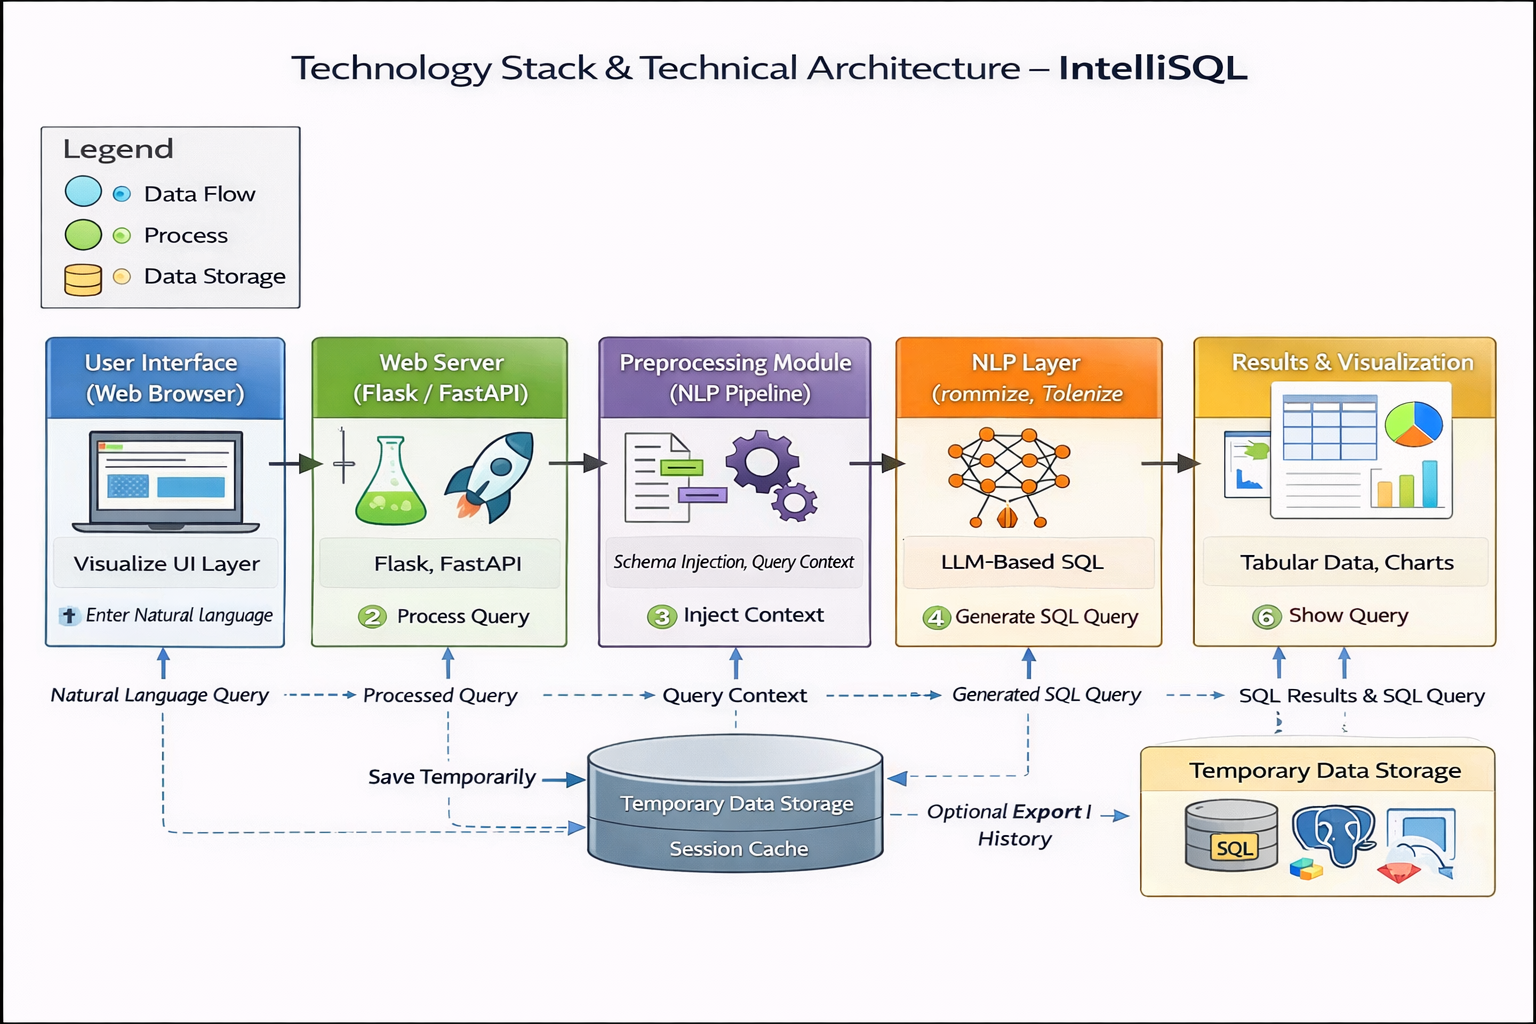 Technology Stack & Technical Architecture – IntelliSQL
Legend
Data Flow
Process
Data Storage
User Interface
(Web Browser)
Visualize UI Layer
Enter Natural language
Web Server
(Flask / FastAPI)
Flask, FastAPI
2 Process Query
Preprocessing Module
(NLP Pipeline)
Schema Injection, Query Context
3 Inject Context
NLP Layer
(rommize, Tolenize
LLM-Based SQL
4 Generate SQL Query
Results & Visualization
Tabular Data, Charts
6 Show Query
Natural Language Query
Processed Query
Query Context
Generated SQL Query
SQL Results & SQL Query
Save Temporarily
Temporary Data Storage
Session Cache
Optional Export I
History
Temporary Data Storage
SQL